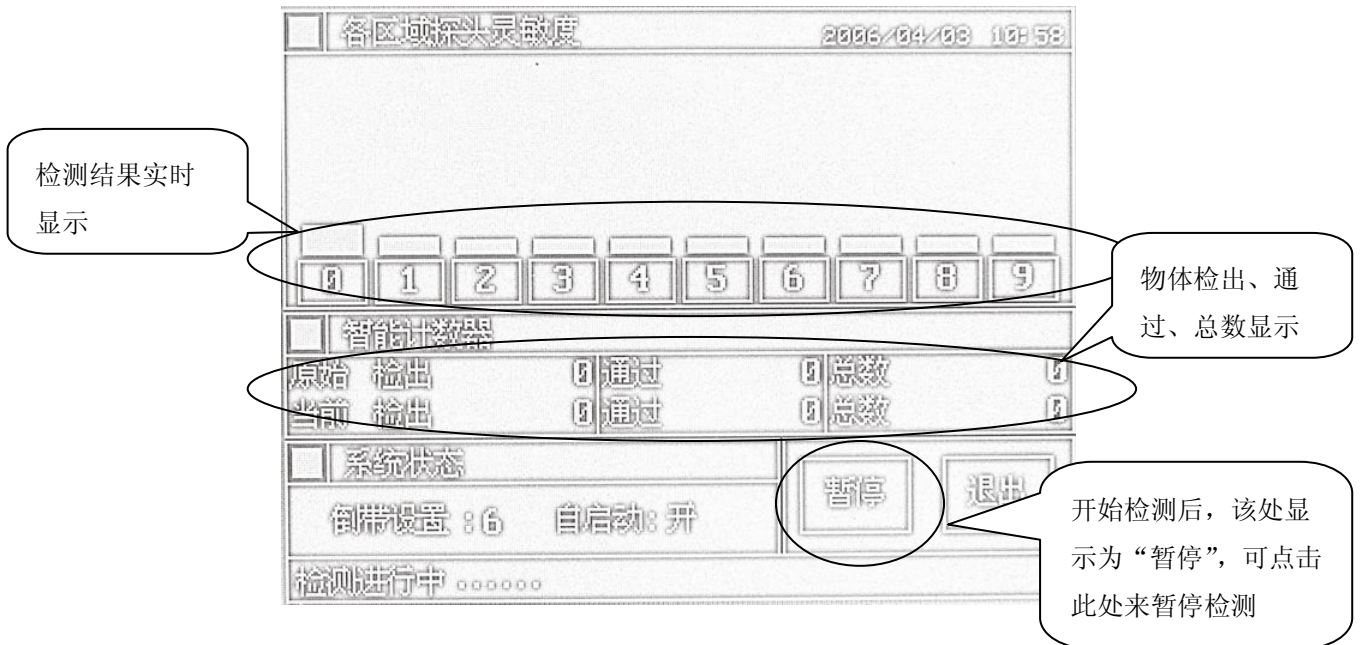 各区域探头灵敏度 2006/04/03 10:58
检测结果实时
显示
0 1 2 3 4 5 6 7 8 9
物体检出、通
过、总数显示
智能计数器
原始 检出 0 通过 0 总数 0
当前 检出 0 通过 0 总数 0
系统状态
暂停 退出
倒带设置:6 自启动:开
开始检测后，该处显
示为“暂停”，可点击
此处来暂停检测
检测进行中 ......